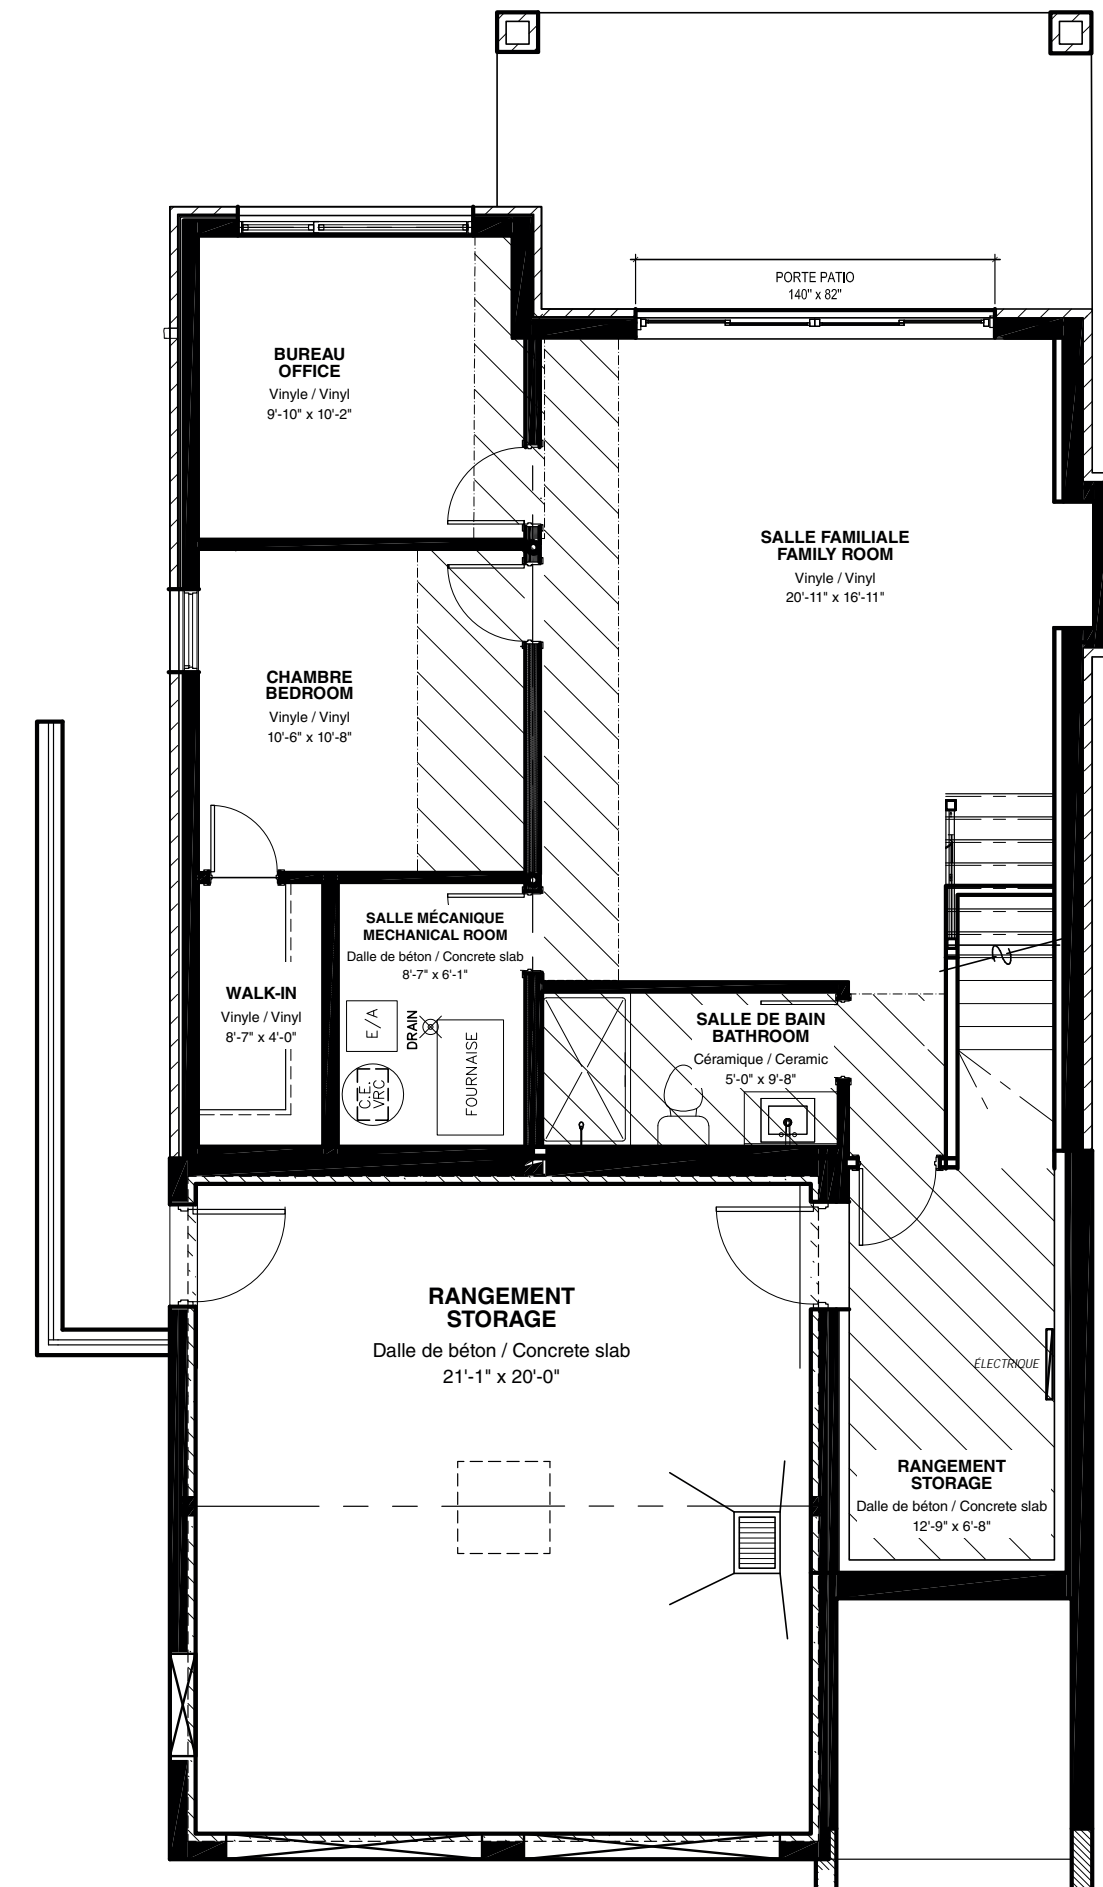 PORTE PATIO
140" x 82"
BUREAU
OFFICE
Vinyle / Vinyl
9'-10" x 10'-2"
SALLE FAMILIALE
FAMILY ROOM
Vinyle / Vinyl
20'-11" x 16'-11"
CHAMBRE
BEDROOM
Vinyle / Vinyl
10'-6" x 10'-8"
SALLE MÉCANIQUE
MECHANICAL ROOM
Dalle de béton / Concrete slab
8'-7" x 6'-1"
WALK-IN
Vinyle / Vinyl
8'-7" x 4'-0"
E/A
DRAIN
FOURNAISE
C.E.
VRC
SALLE DE BAIN
BATHROOM
Céramique / Ceramic
5'-0" x 9'-8"
RANGEMENT
STORAGE
Dalle de béton / Concrete slab
21'-1" x 20'-0"
ÉLECTRIQUE
RANGEMENT
STORAGE
Dalle de béton / Concrete slab
12'-9" x 6'-8"